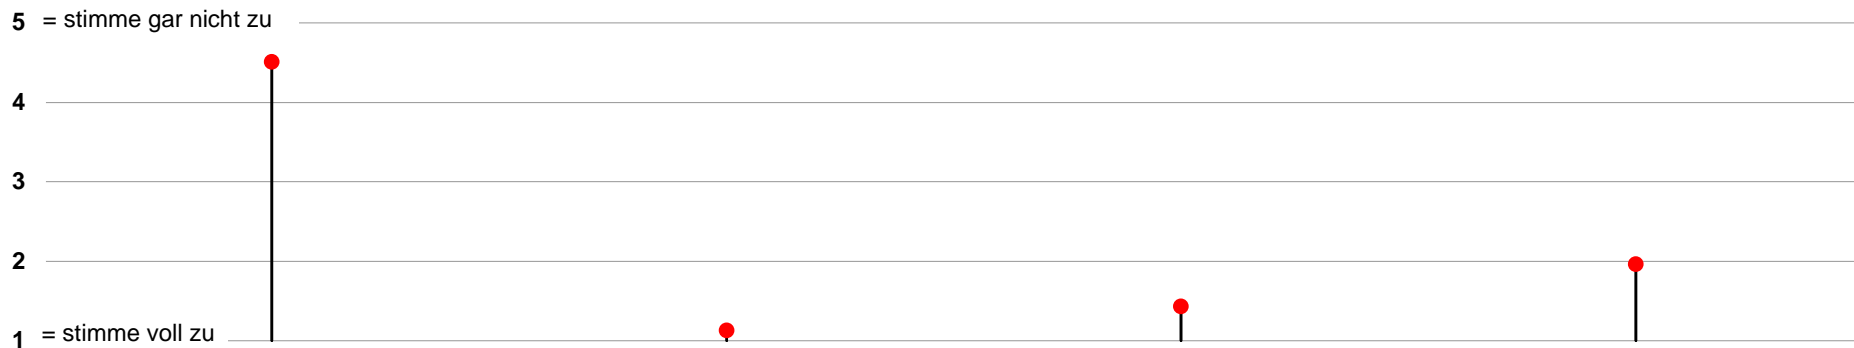 5 = stimme gar nicht zu
4
3
2
1 = stimme voll zu